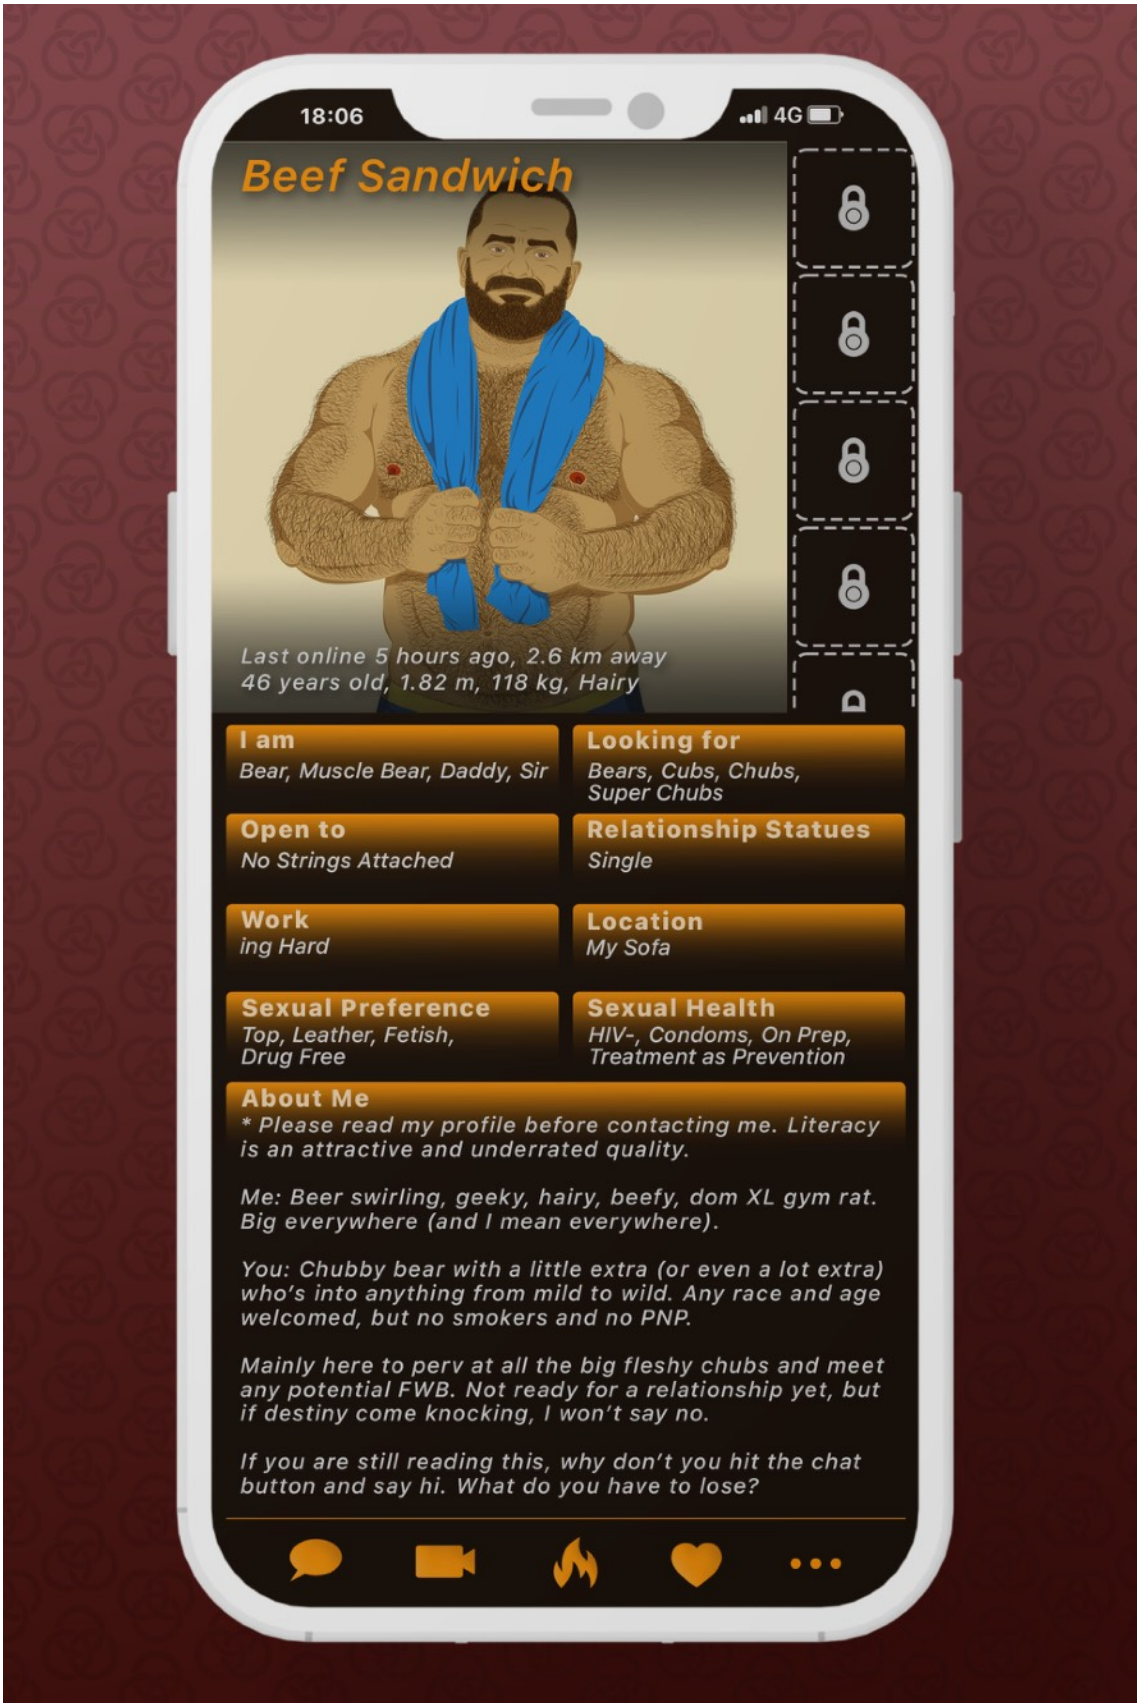 18:06
4G
Beef Sandwich
Last online 5 hours ago, 2.6 km away
46 years old, 1.82 m, 118 kg, Hairy
I am
Bear, Muscle Bear, Daddy, Sir
Looking for
Bears, Cubs, Chubs,
Super Chubs
Open to
No Strings Attached
Relationship Statues
Single
Work
ing Hard
Location
My Sofa
Sexual Preference
Top, Leather, Fetish,
Drug Free
Sexual Health
HIV-, Condoms, On Prep,
Treatment as Prevention
About Me
* Please read my profile before contacting me. Literacy
is an attractive and underrated quality.
Me: Beer swirling, geeky, hairy, beefy, dom XL gym rat.
Big everywhere (and I mean everywhere).
You: Chubby bear with a little extra (or even a lot extra)
who's into anything from mild to wild. Any race and age
welcomed, but no smokers and no PNP.
Mainly here to perv at all the big fleshy chubs and meet
any potential FWB. Not ready for a relationship yet, but
if destiny come knocking, I won't say no.
If you are still reading this, why don't you hit the chat
button and say hi. What do you have to lose?